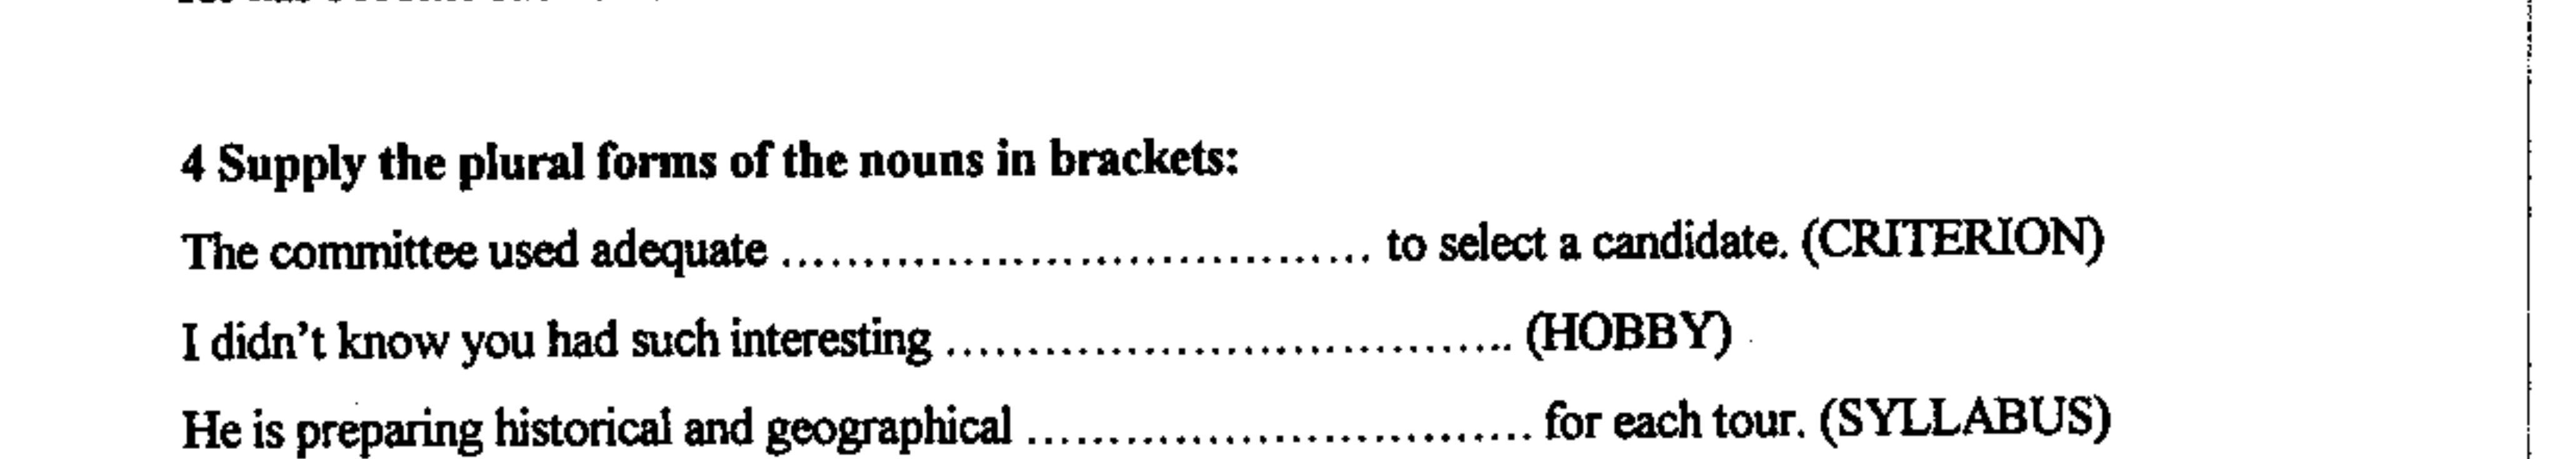 4 Supply the plural forms of the nouns in brackets:
The committee used adequate .................................... to select a candidate. (CRITERION)
I didn't know you had such interesting .................................. (HOBBY)
He is preparing historical and geographical ............................... for each tour. (SYLLABUS)